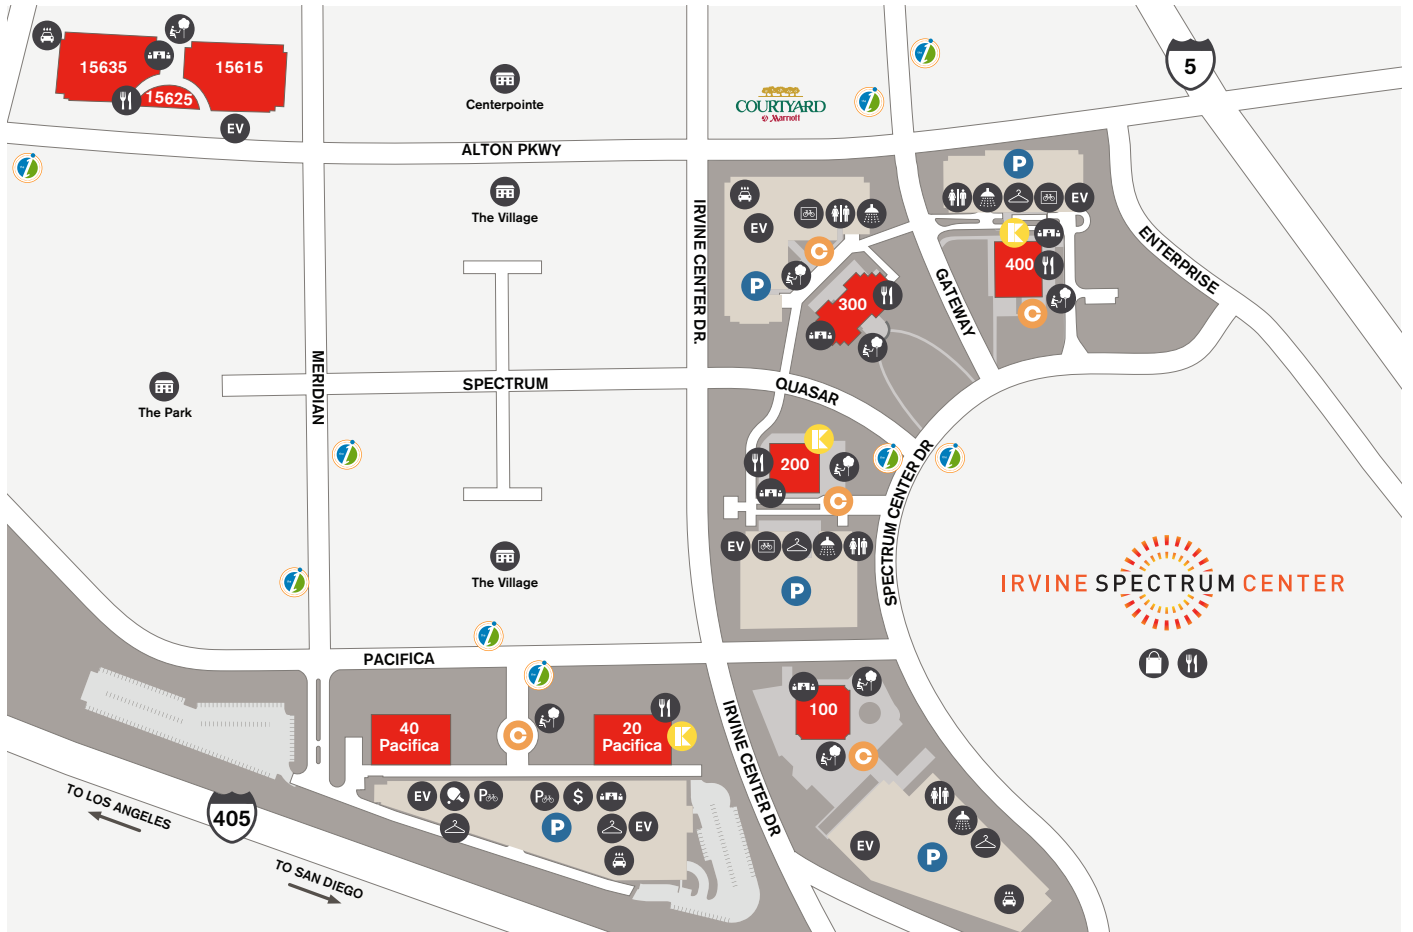 15635
15615
15625
EV
Centerpointe
COURTYARD
Marriott
5
ALTON PKWY
P
The Village
IRVINE CENTER DR.
EV
EV
ENTERPRISE
C
K
400
GATEWAY
P
300
C
MERIDIAN
SPECTRUM
QUASAR
The Park
K
200
SPECTRUM CENTER DR
C
EV
The Village
P
IRVINE SPECTRUM CENTER
PACIFICA
40
Pacifica
C
20
Pacifica
K
IRVINE CENTER DR
100
C
TO LOS ANGELES
405
EV
P
P
$
P
EV
EV
P
TO SAN DIEGO